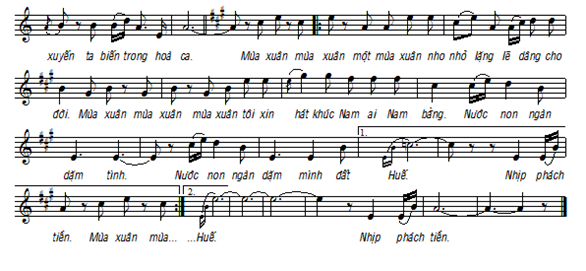 xuyến ta biến trong hoà ca. Mùa xuân mùa xuân một mùa xuân nho nhỏ lặng lẽ dâng cho
đời. Mùa xuân mùa xuân mùa xuân tôi xin hát khúc Nam ai Nam bằng. Nước non ngàn
1.
dặm tình. Nước non ngàn dặm mình đất Huế. Nhịp phách
2.
tiền. Mùa xuân mùa... ...Huế. Nhịp phách tiền.